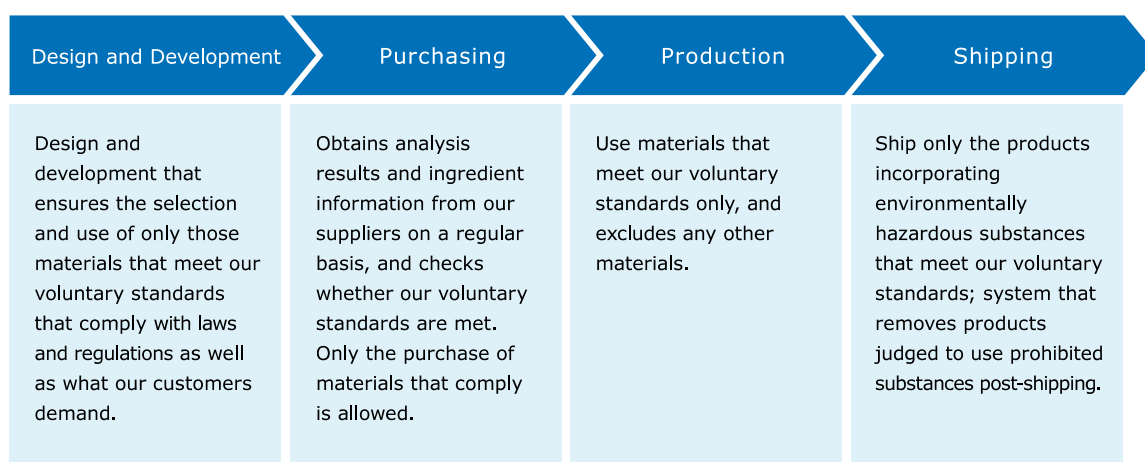 Design and Development
Purchasing
Production
Shipping
Design and
development that
ensures the selection
and use of only those
materials that meet our
voluntary standards
that comply with laws
and regulations as well
as what our customers
demand.
Obtains analysis
results and ingredient
information from our
suppliers on a regular
basis, and checks
whether our voluntary
standards are met.
Only the purchase of
materials that comply
is allowed.
Use materials that
meet our voluntary
standards only, and
excludes any other
materials.
Ship only the products
incorporating
environmentally
hazardous substances
that meet our voluntary
standards; system that
removes products
judged to use prohibited
substances post-shipping.